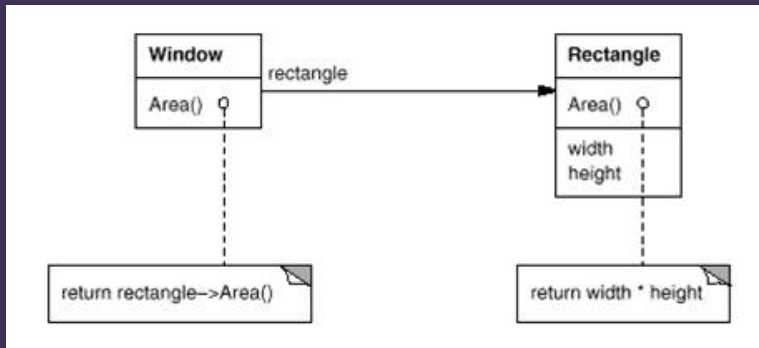 Window
Area()
rectangle
Rectangle
Area()
width
height
return rectangle–>Area()
return width * height